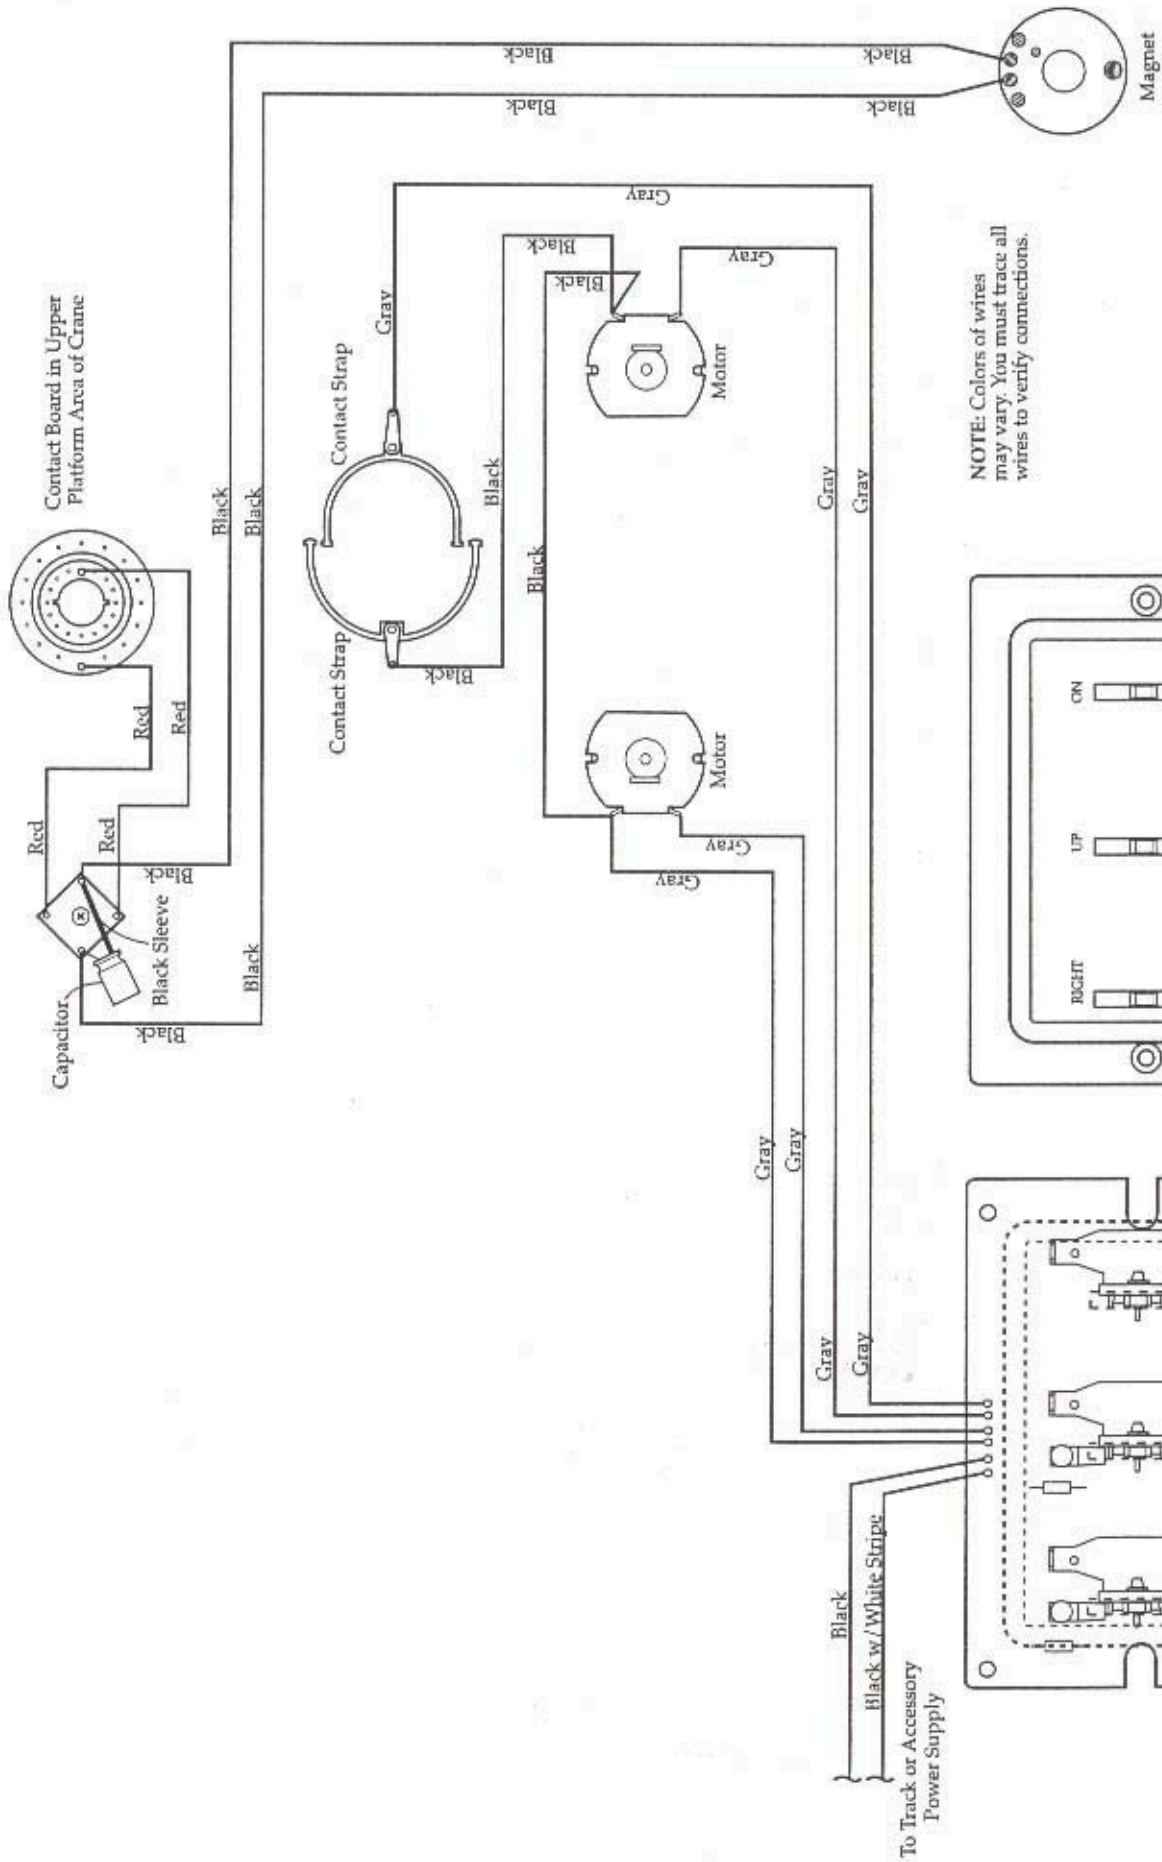 Contact Board in Upper
Platform Area of Crane
Red
Red
Red
Red
Capacitor
Black Sleeve
Black
Black
Black
Black
Black
Black
Black
Black
Black
Magnet
Contact Strap
Contact Strap
Gray
Gray
Black
Black
Black
Black
Black
Gray
Motor
Motor
Gray
Gray
Gray
Gray
Gray
Gray
Gray
Gray
NOTE: Colors of wires
may vary. You must trace all
wires to verify connections.
Black
Black w/White Stripe
To Track or Accessory
Power Supply
RIGHT
UP
ON